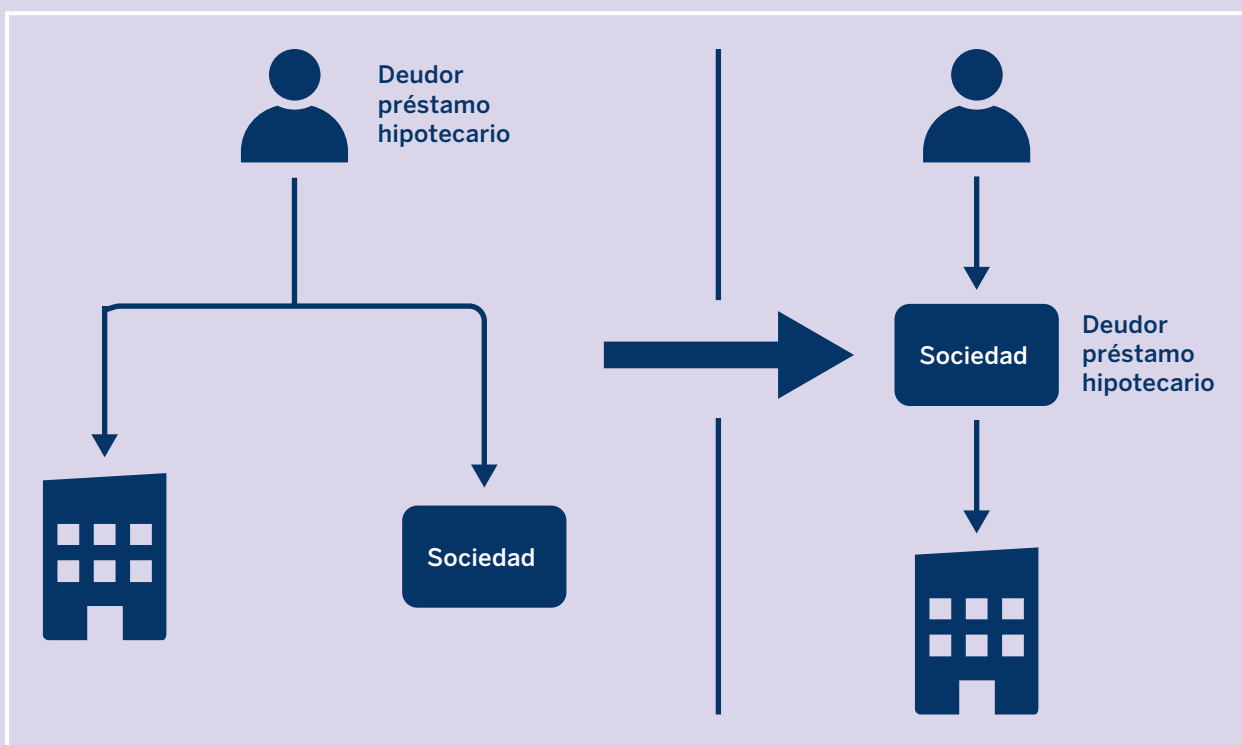 Deudor
préstamo
hipotecario
Sociedad
Sociedad
Deudor
préstamo
hipotecario